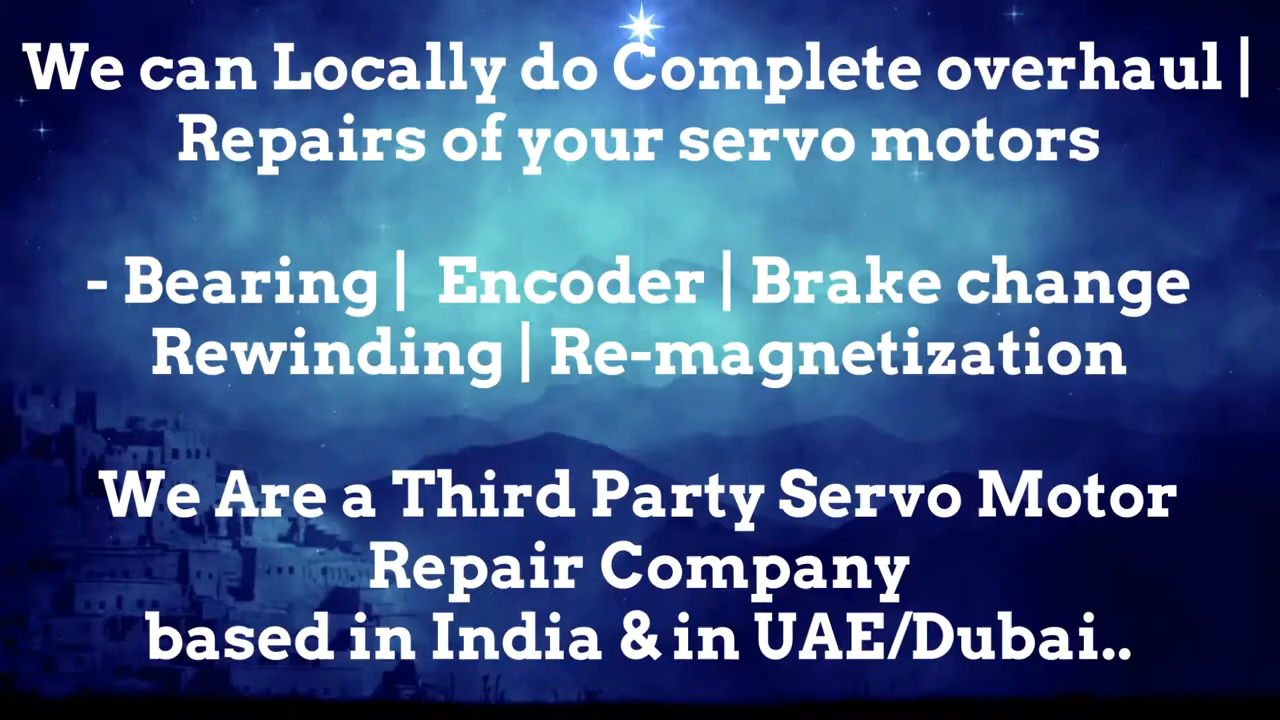 We can Locally do Complete overhaul |
Repairs of your servo motors
- Bearing | Encoder | Brake change
Rewinding | Re-magnetization
We Are a Third Party Servo Motor
Repair Company
based in India & in UAE/Dubai..